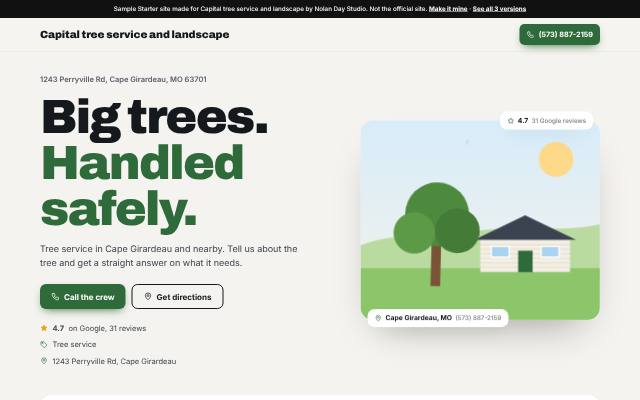 Sample Starter site made for Capital tree service and landscape by Nolan Day Studio. Not the official site. Make it mine · See all 3 versions
Capital tree service and landscape
(573) 887-2159
1243 Perryville Rd, Cape Girardeau, MO 63701
Big trees.
Handled
safely.
Tree service in Cape Girardeau and nearby. Tell us about the
tree and get a straight answer on what it needs.
Call the crew
Get directions
4.7 on Google, 31 reviews
Tree service
1243 Perryville Rd, Cape Girardeau
4.7 31 Google reviews
Cape Girardeau, MO (573) 887-2159